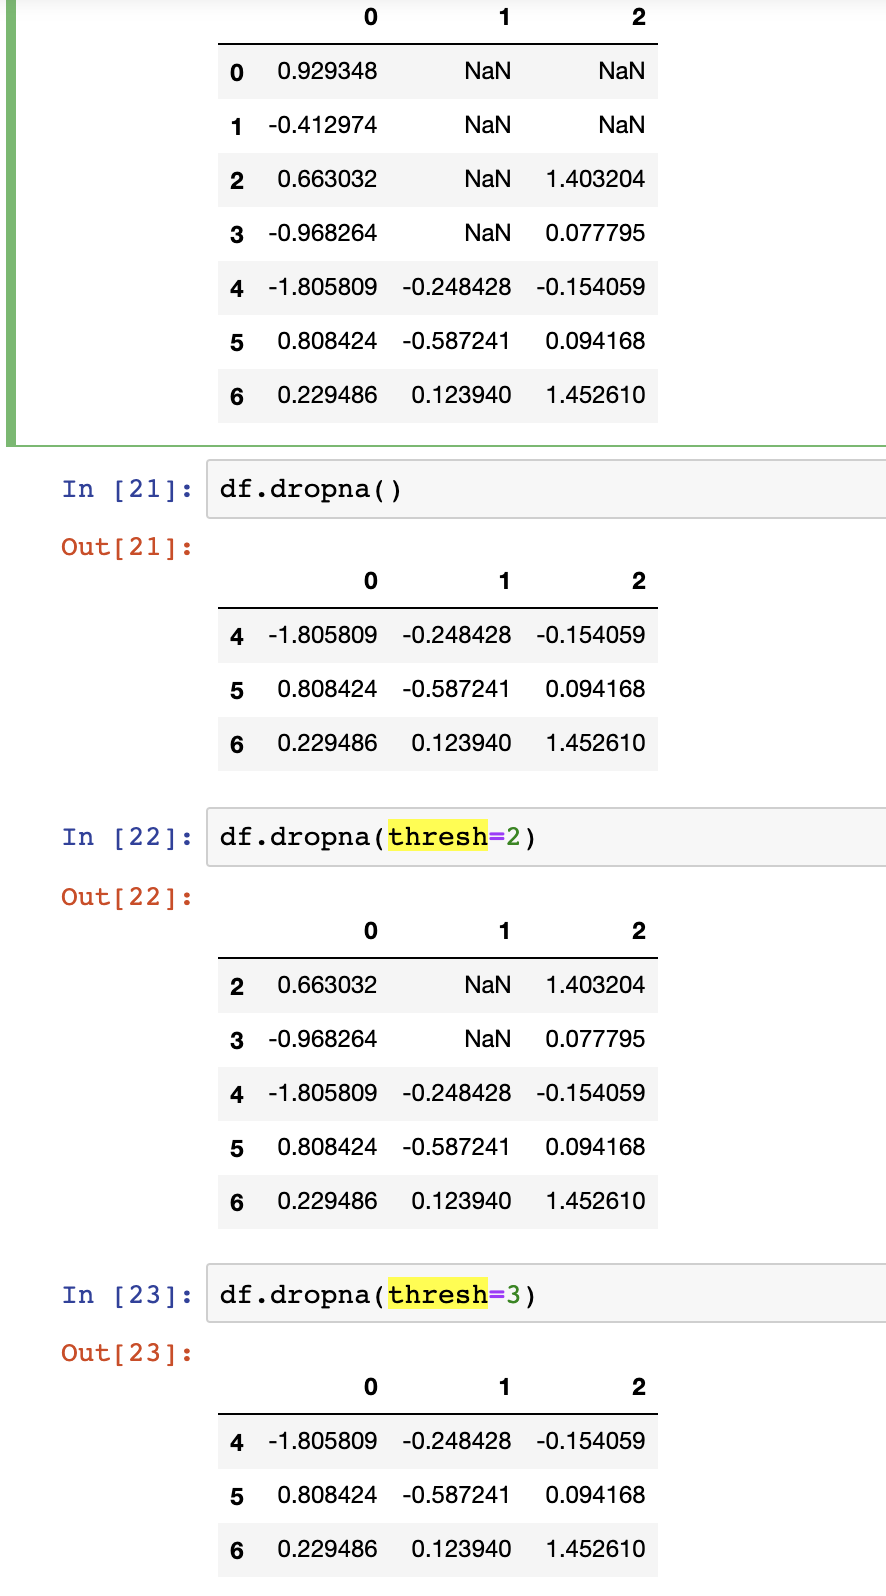 0 1 2
0 0.929348 NaN NaN
1 -0.412974 NaN NaN
2 0.663032 NaN 1.403204
3 -0.968264 NaN 0.077795
4 -1.805809 -0.248428 -0.154059
5 0.808424 -0.587241 0.094168
6 0.229486 0.123940 1.452610
In [21]: df.dropna()
Out[21]:
0 1 2
4 -1.805809 -0.248428 -0.154059
5 0.808424 -0.587241 0.094168
6 0.229486 0.123940 1.452610
In [22]: df.dropna(thresh=2)
Out[22]:
0 1 2
2 0.663032 NaN 1.403204
3 -0.968264 NaN 0.077795
4 -1.805809 -0.248428 -0.154059
5 0.808424 -0.587241 0.094168
6 0.229486 0.123940 1.452610
In [23]: df.dropna(thresh=3)
Out[23]:
0 1 2
4 -1.805809 -0.248428 -0.154059
5 0.808424 -0.587241 0.094168
6 0.229486 0.123940 1.452610